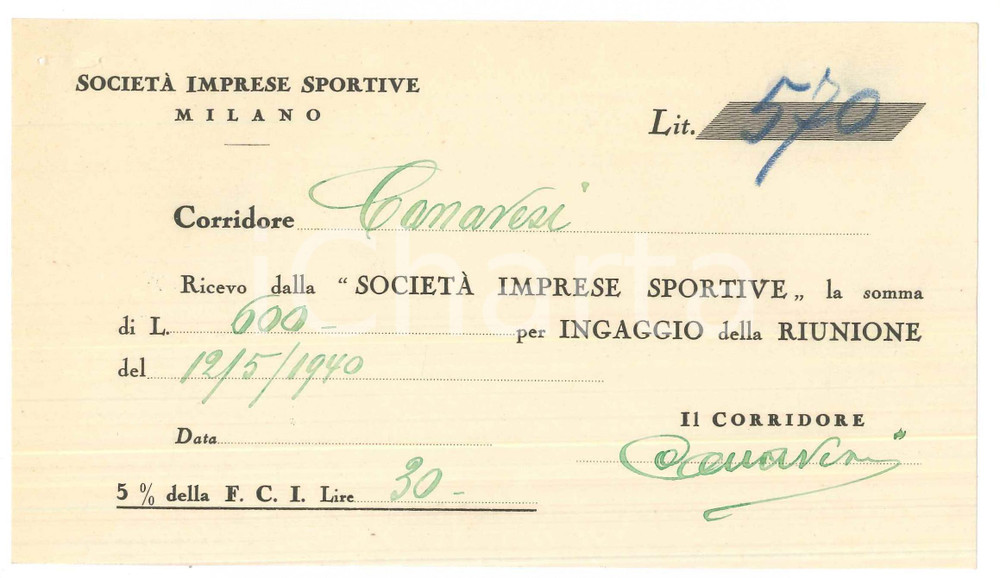 SOCIETÀ IMPRESE SPORTIVE
MILANO
Lit. 570
Corridore Canavesi
Ricevo dalla “SOCIETÀ IMPRESE SPORTIVE„ la somma
di L. 600 - per INGAGGIO della RIUNIONE
del 12/5/1940
Data
Il CORRIDORE
Canavesi
5 % della F. C. I. Lire 30 -
iCharta